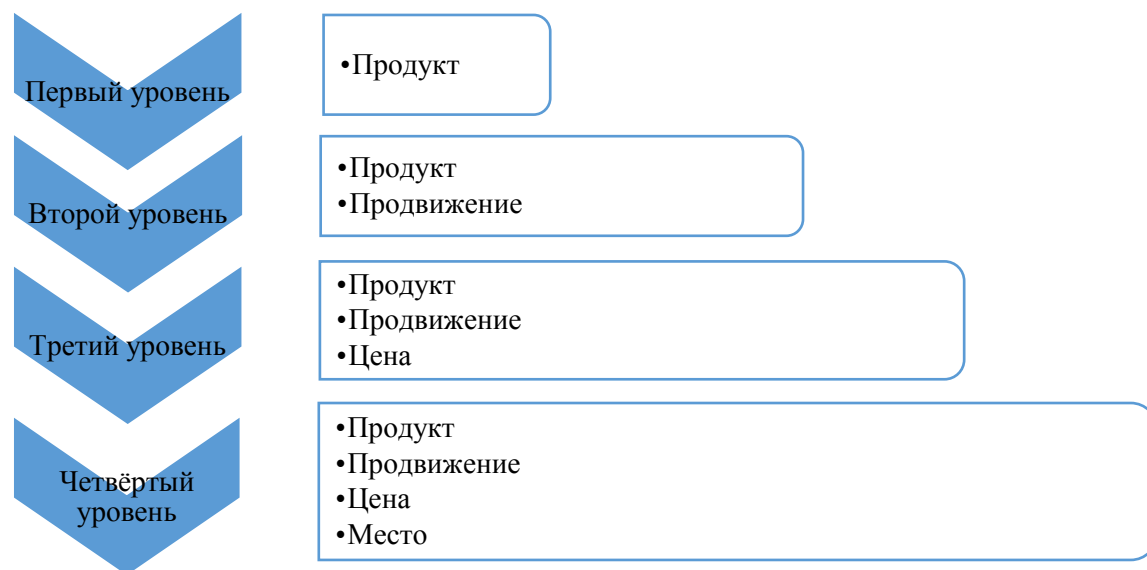 Первый уровень
•Продукт
Второй уровень
•Продукт
•Продвижение
Третий уровень
•Продукт
•Продвижение
•Цена
Четвёртый
уровень
•Продукт
•Продвижение
•Цена
•Место